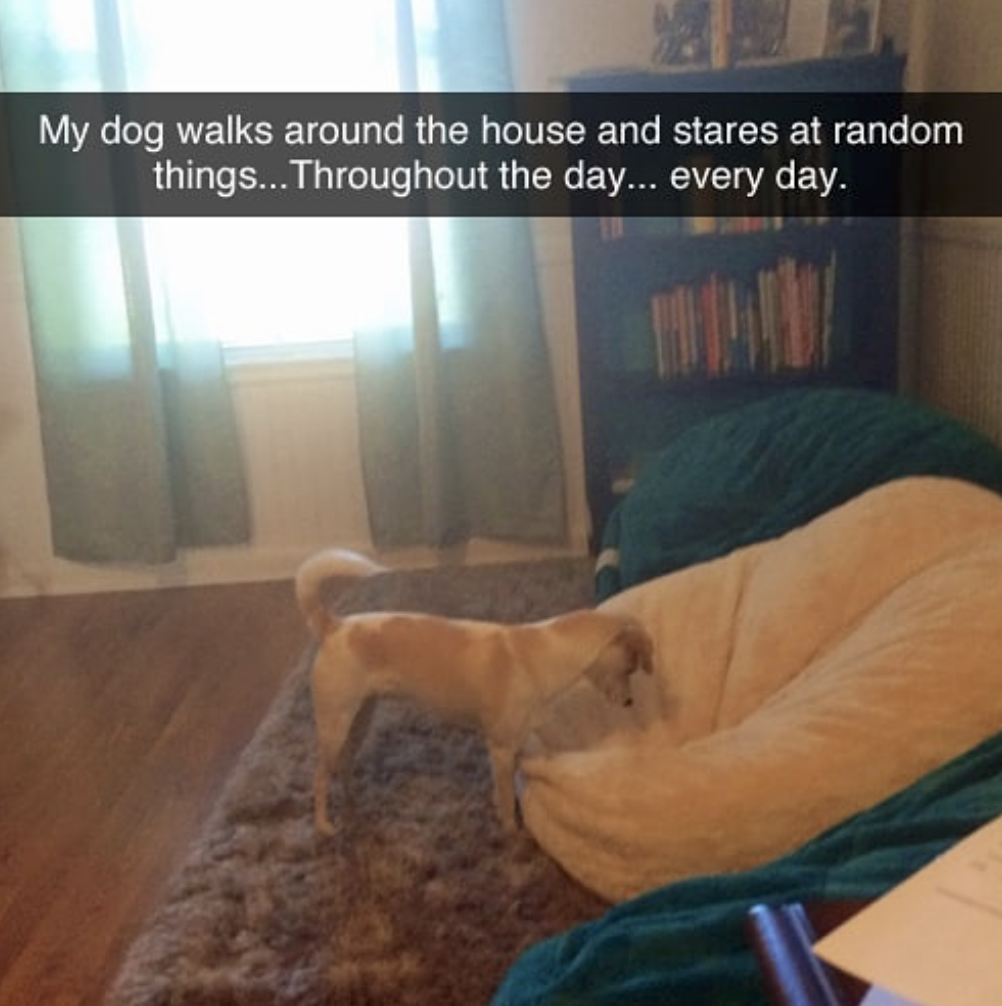 My dog walks around the house and stares at random
things...Throughout the day... every day.